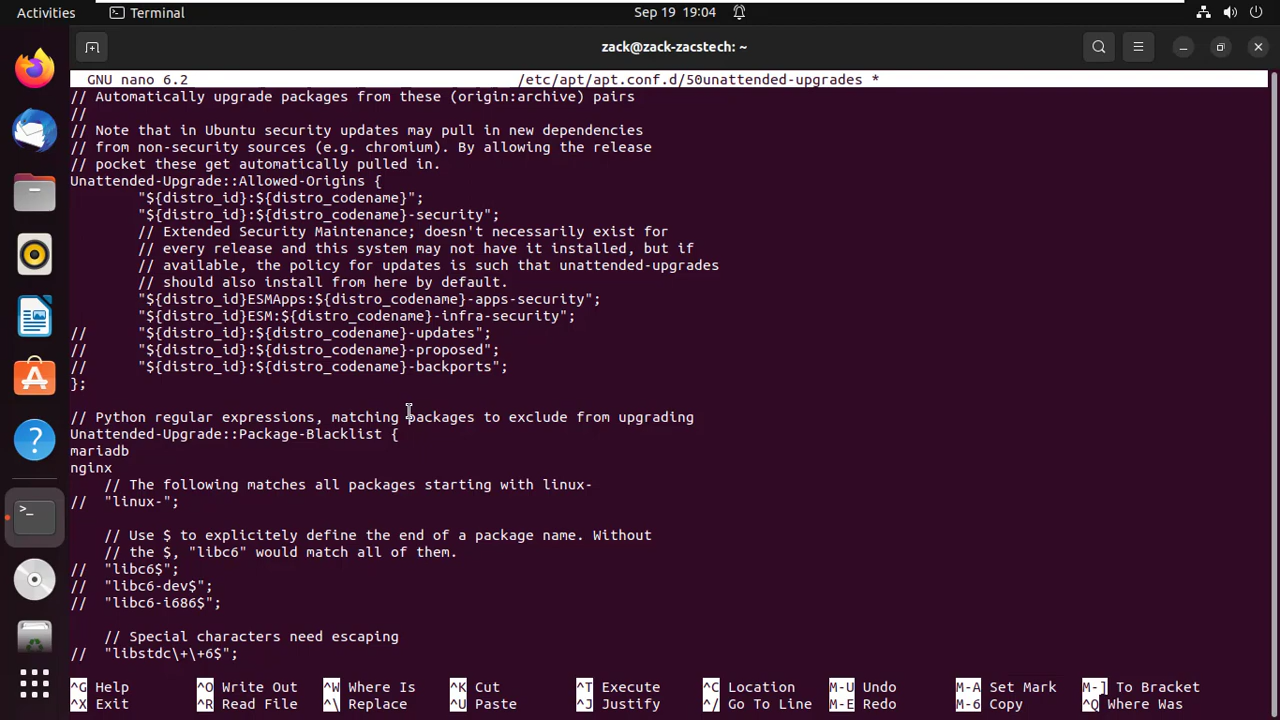 Activities Terminal Sep 19 19:04
zack@zack-zacstech: ~
GNU nano 6.2 /etc/apt/apt.conf.d/50unattended-upgrades *
// Automatically upgrade packages from these (origin:archive) pairs
//
// Note that in Ubuntu security updates may pull in new dependencies
// from non-security sources (e.g. chromium). By allowing the release
// pocket these get automatically pulled in.
Unattended-Upgrade::Allowed-Origins {
        "${distro_id}:${distro_codename}";
        "${distro_id}:${distro_codename}-security";
        // Extended Security Maintenance; doesn't necessarily exist for
        // every release and this system may not have it installed, but if
        // available, the policy for updates is such that unattended-upgrades
        // should also install from here by default.
        "${distro_id}ESMApps:${distro_codename}-apps-security";
        "${distro_id}ESM:${distro_codename}-infra-security";
//      "${distro_id}:${distro_codename}-updates";
//      "${distro_id}:${distro_codename}-proposed";
//      "${distro_id}:${distro_codename}-backports";
};
// Python regular expressions, matching packages to exclude from upgrading
Unattended-Upgrade::Package-Blacklist {
mariadb
nginx
    // The following matches all packages starting with linux-
//  "linux-";
    // Use $ to explicitely define the end of a package name. Without
    // the $, "libc6" would match all of them.
//  "libc6$";
//  "libc6-dev$";
//  "libc6-i686$";
    // Special characters need escaping
//  "libstdc\+\+6$";
^G Help ^O Write Out ^W Where Is ^K Cut ^T Execute ^C Location M-U Undo M-A Set Mark M-] To Bracket
^X Exit ^R Read File ^\ Replace ^U Paste ^J Justify ^/ Go To Line M-E Redo M-6 Copy ^Q Where Was